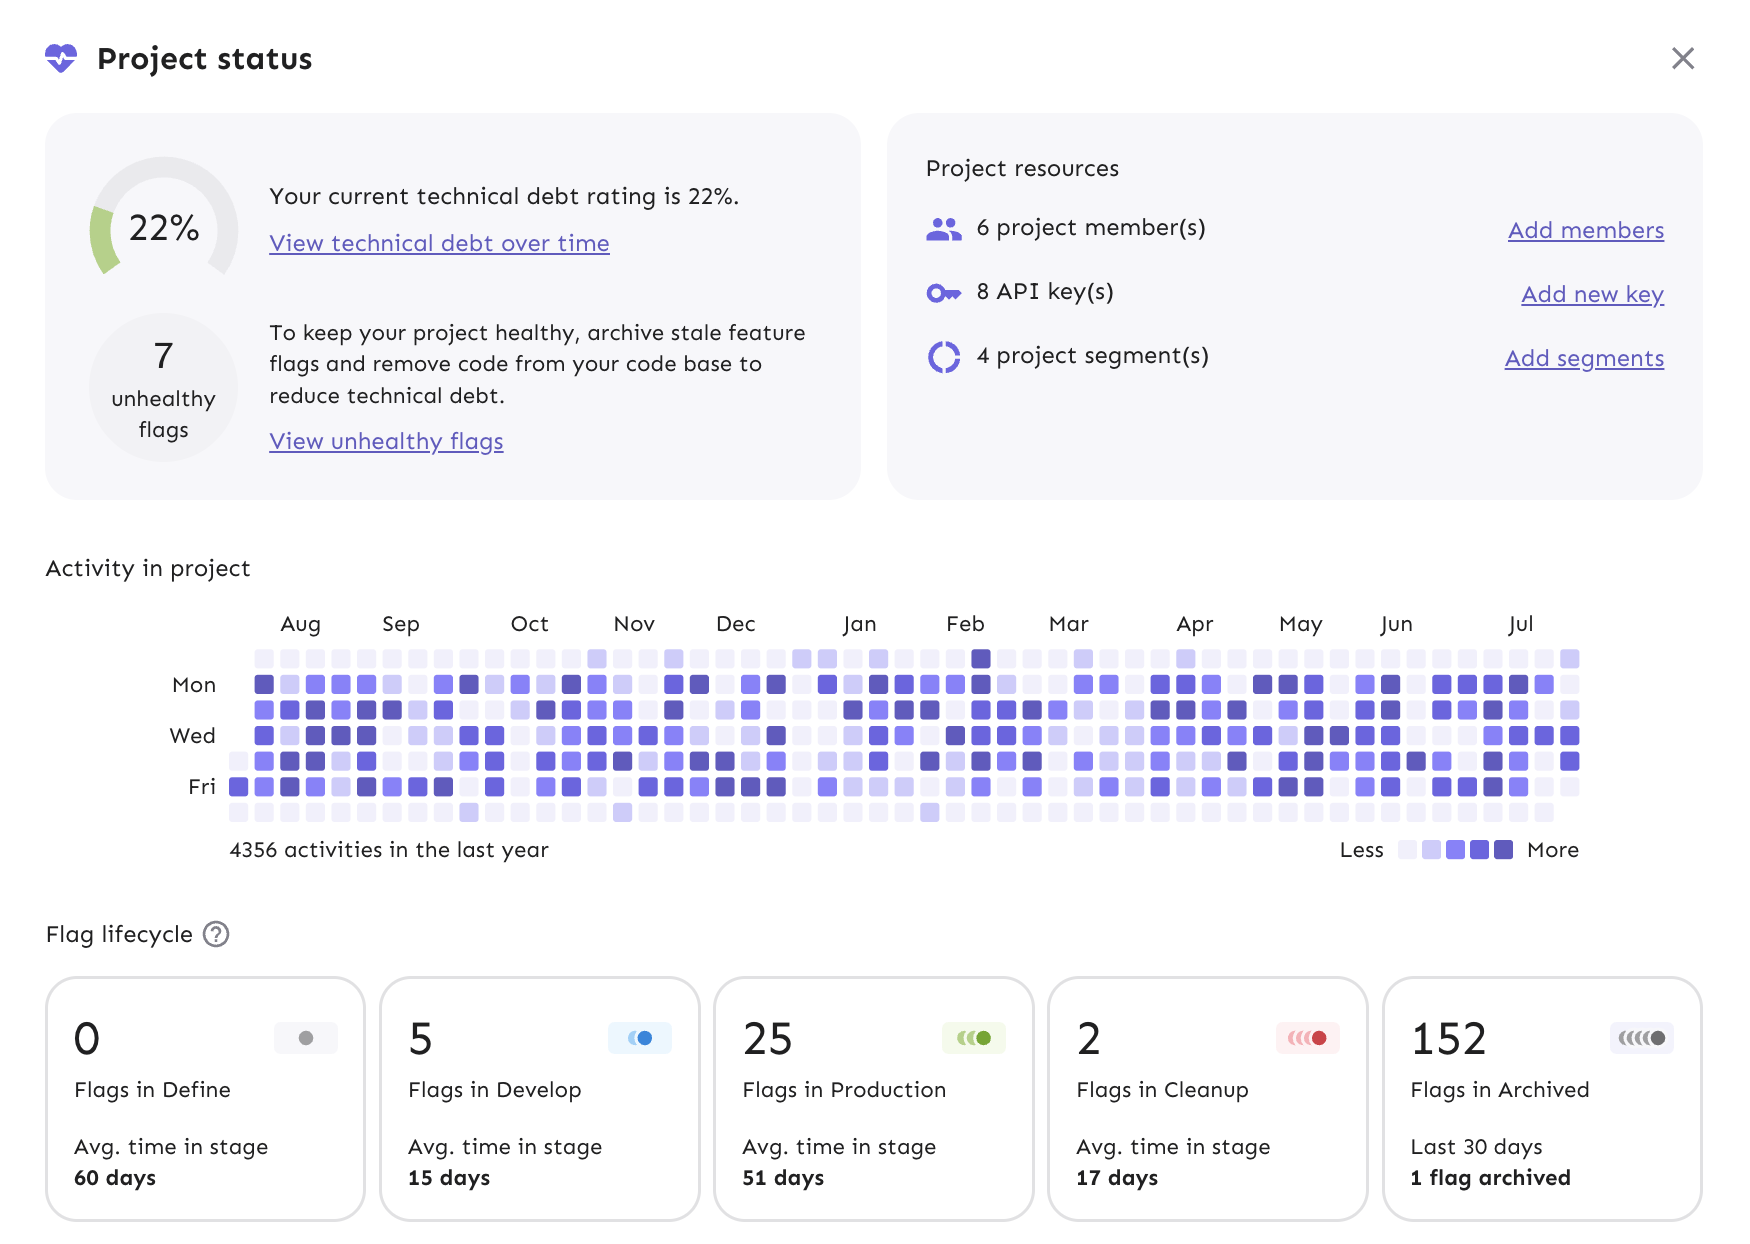 Project status
22%
Your current technical debt rating is 22%.
View technical debt over time
7
unhealthy
flags
To keep your project healthy, archive stale feature
flags and remove code from your code base to
reduce technical debt.
View unhealthy flags
Project resources
6 project member(s)
Add members
8 API key(s)
Add new key
4 project segment(s)
Add segments
Activity in project
Aug Sep Oct Nov Dec Jan Feb Mar Apr May Jun Jul
Mon
Wed
Fri
4356 activities in the last year
Less More
Flag lifecycle ?
0
Flags in Define
Avg. time in stage
60 days
5
Flags in Develop
Avg. time in stage
15 days
25
Flags in Production
Avg. time in stage
51 days
2
Flags in Cleanup
Avg. time in stage
17 days
152
Flags in Archived
Last 30 days
1 flag archived